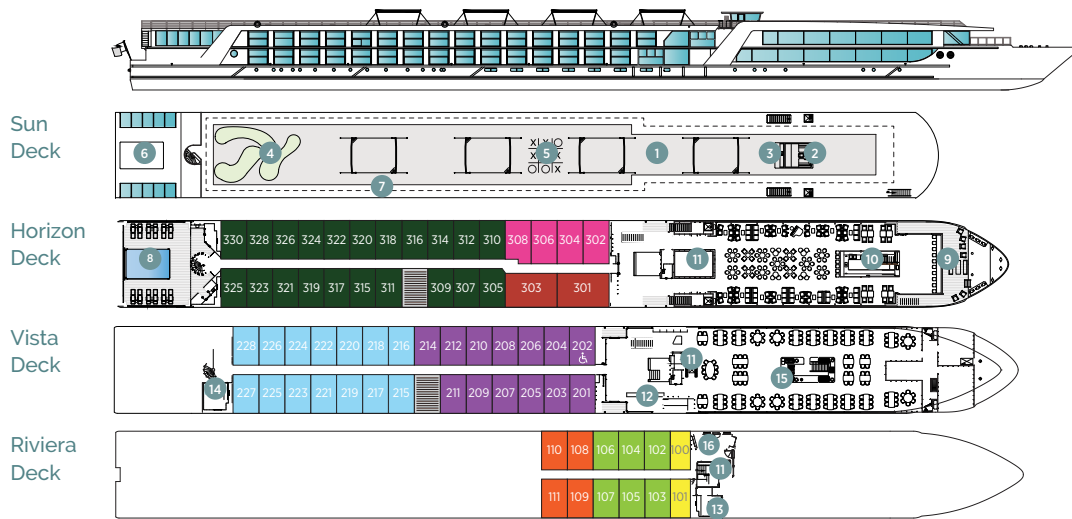 Sun
Deck
6
4
7
X X O
X X
O O X
5
1
3
2
Horizon
Deck
8
330 328 326 324 322 320 318 316 314 312 310 308 306 304 302
325 323 321 319 317 315 311 309 307 305 303 301
11
10
9
Vista
Deck
14
228 226 224 222 220 218 216 214 212 210 208 206 204 202
227 225 223 221 219 217 215 211 209 207 205 203 201
12
11
15
Riviera
Deck
110 108 106 104 102 100
111 109 107 105 103 101
16
11
13